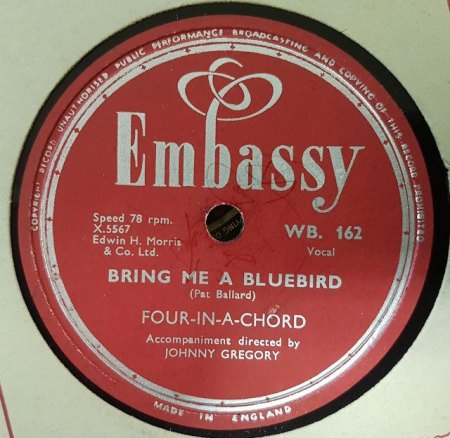 COPYRIGHT RECORD UNAUTHORISED PUBLIC PERFORMANCE BROADCASTING AND COPYING OF THIS RECORD PROHIBITED
Embassy
Speed 78 rpm.
X.5567
Edwin H. Morris
& Co. Ltd.
WB. 162
Vocal
BRING ME A BLUEBIRD
(Pat Ballard)
FOUR-IN-A-CHORD
Accompaniment directed by
JOHNNY GREGORY
MADE IN ENGLAND